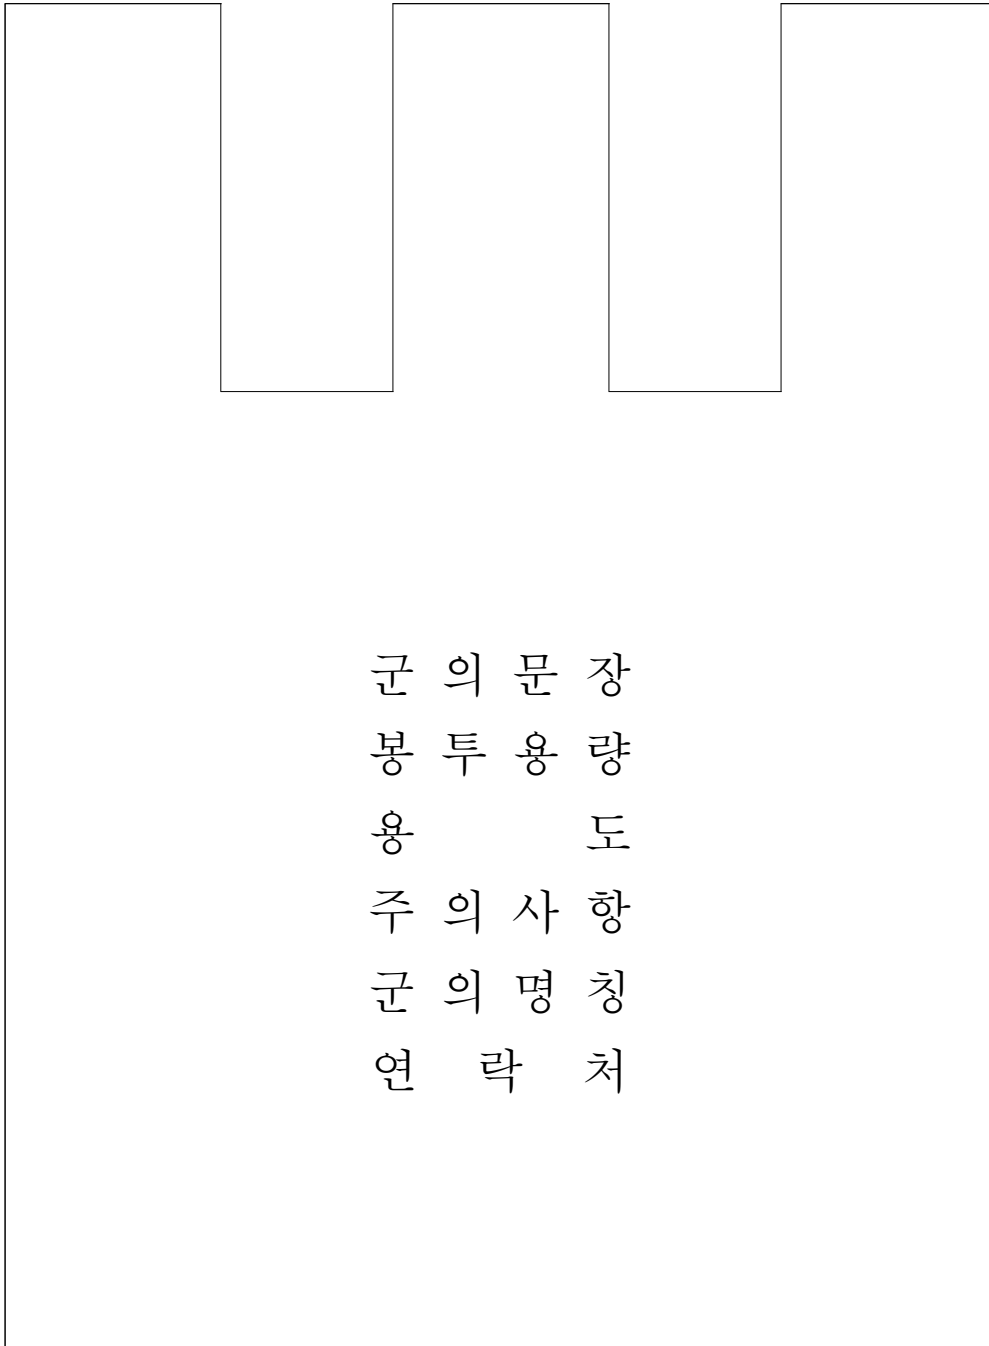 군 의 문 장
봉 투 용 량
용 도
주 의 사 항
군 의 명 칭
연 락 처